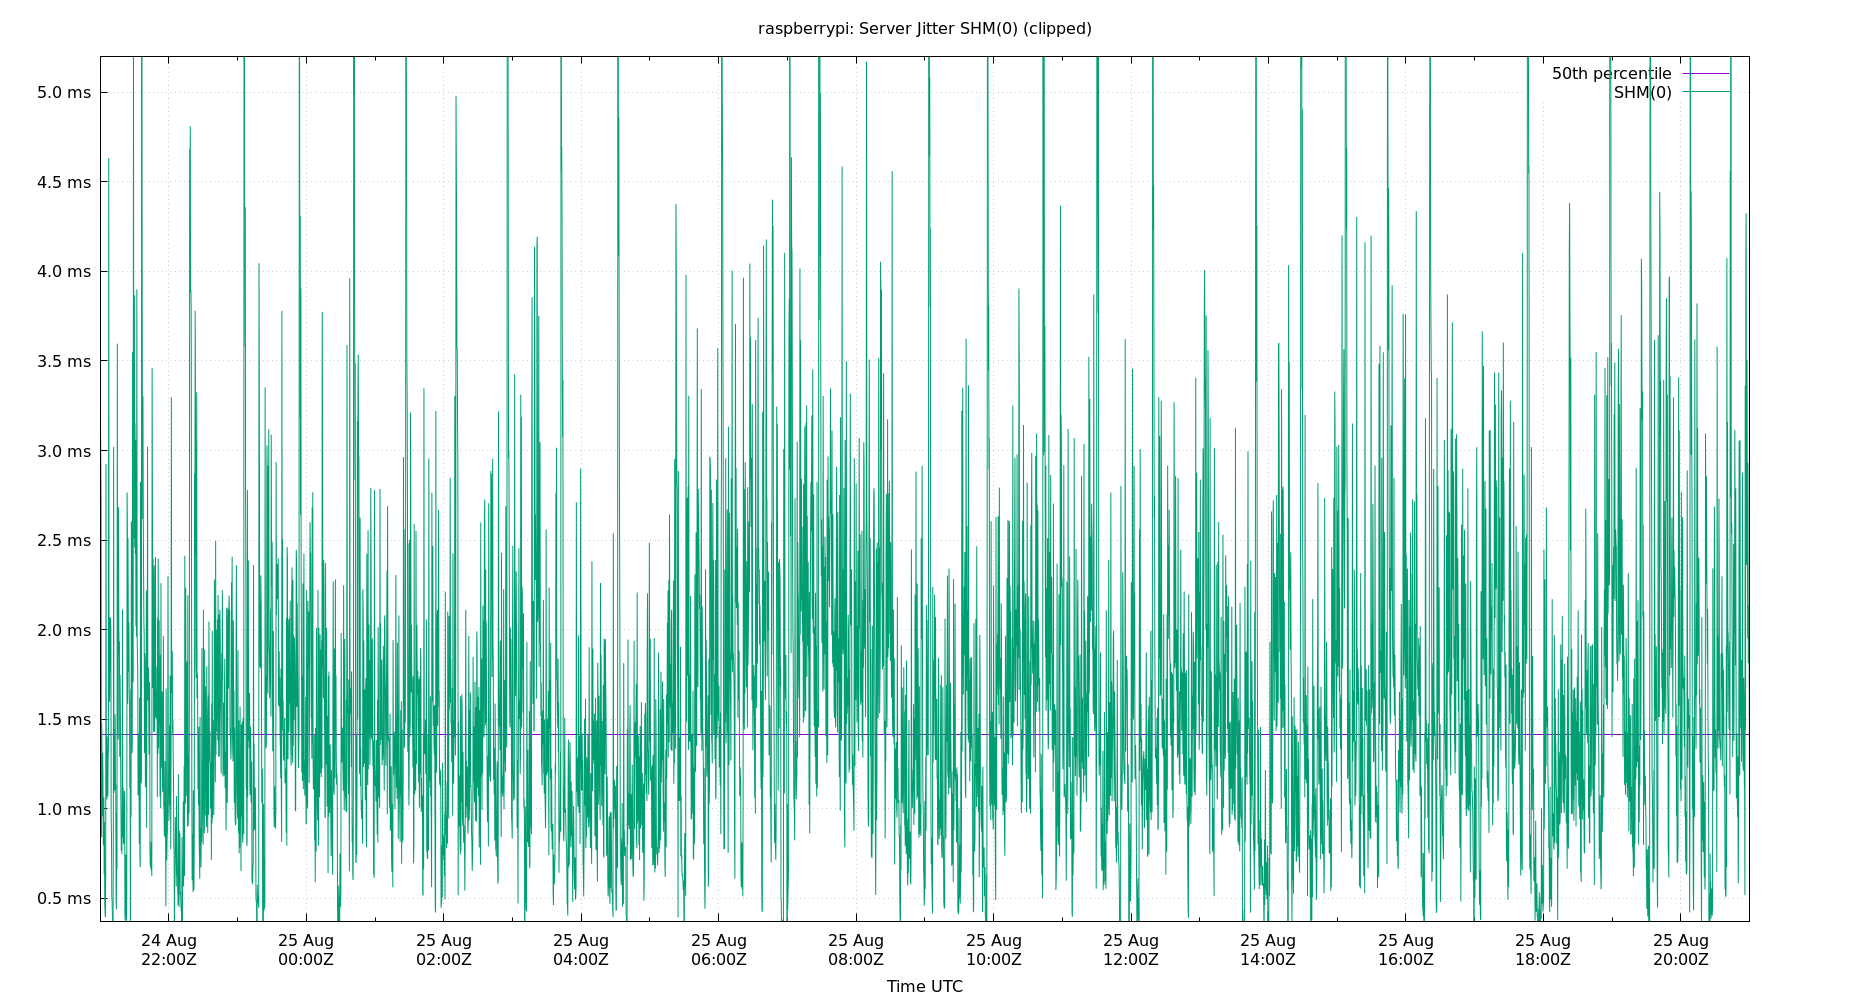 raspberrypi: Server Jitter SHM(0) (clipped)
50th percentile
SHM(0)
5.0 ms
4.5 ms
4.0 ms
3.5 ms
3.0 ms
2.5 ms
2.0 ms
1.5 ms
1.0 ms
0.5 ms
24 Aug 25 Aug 25 Aug 25 Aug 25 Aug 25 Aug 25 Aug 25 Aug 25 Aug 25 Aug 25 Aug 25 Aug
22:00Z 00:00Z 02:00Z 04:00Z 06:00Z 08:00Z 10:00Z 12:00Z 14:00Z 16:00Z 18:00Z 20:00Z
Time UTC